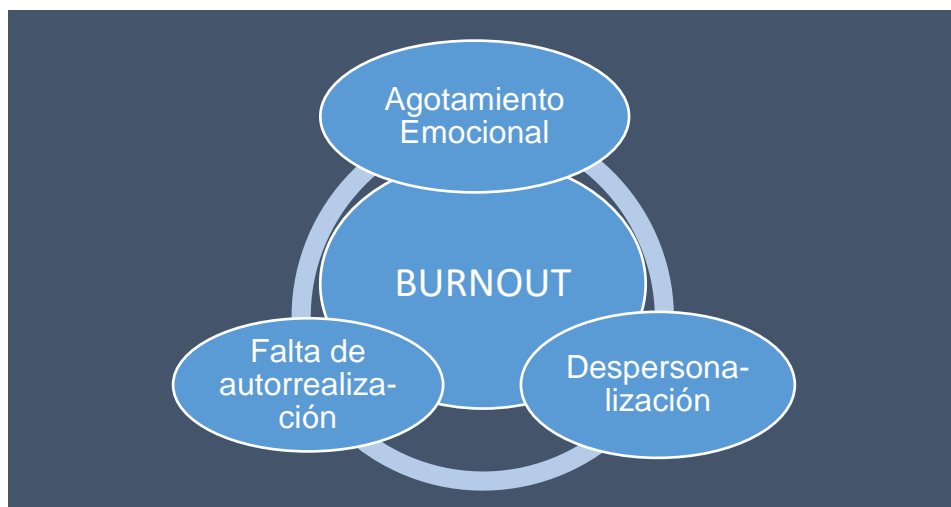 Agotamiento
Emocional
BURNOUT
Falta de
autorrealiza-
ción
Despersona-
lización